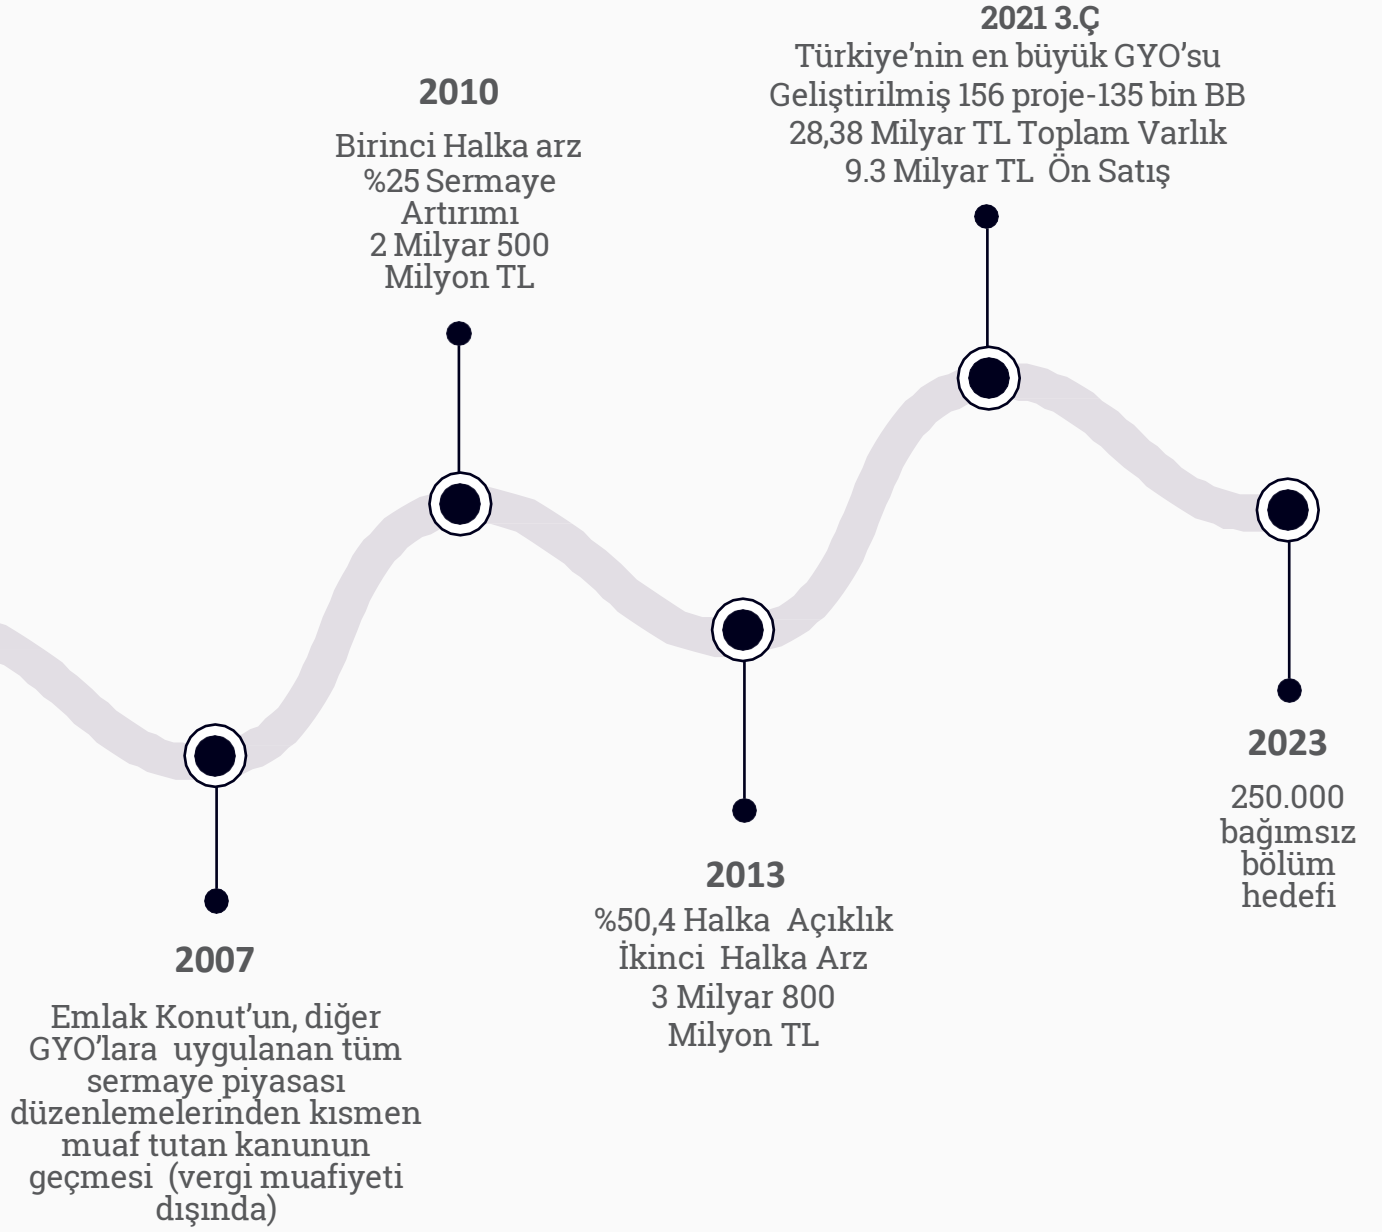 2007
Emlak Konut’un, diğer
GYO’lara uygulanan tüm
sermaye piyasası
düzenlemelerinden kısmen
muaf tutan kanunun
geçmesi (vergi muafiyeti
dışında)
2010
Birinci Halka arz
%25 Sermaye
Artırımı
2 Milyar 500
Milyon TL
2013
%50,4 Halka Açıklık
İkinci Halka Arz
3 Milyar 800
Milyon TL
2021 3.Ç
Türkiye’nin en büyük GYO’su
Geliştirilmiş 156 proje-135 bin BB
28,38 Milyar TL Toplam Varlık
9.3 Milyar TL Ön Satış
2023
250.000
bağımsız
bölüm
hedefi